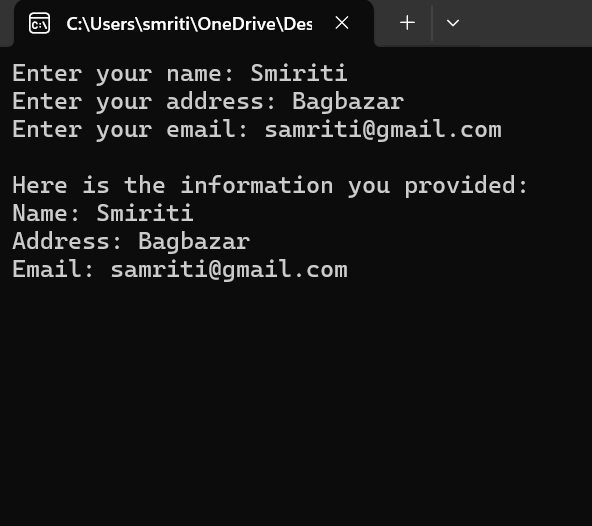 C:\Users\smriti\OneDrive\Des
Enter your name: Smiriti
Enter your address: Bagbazar
Enter your email: samriti@gmail.com
Here is the information you provided:
Name: Smiriti
Address: Bagbazar
Email: samriti@gmail.com